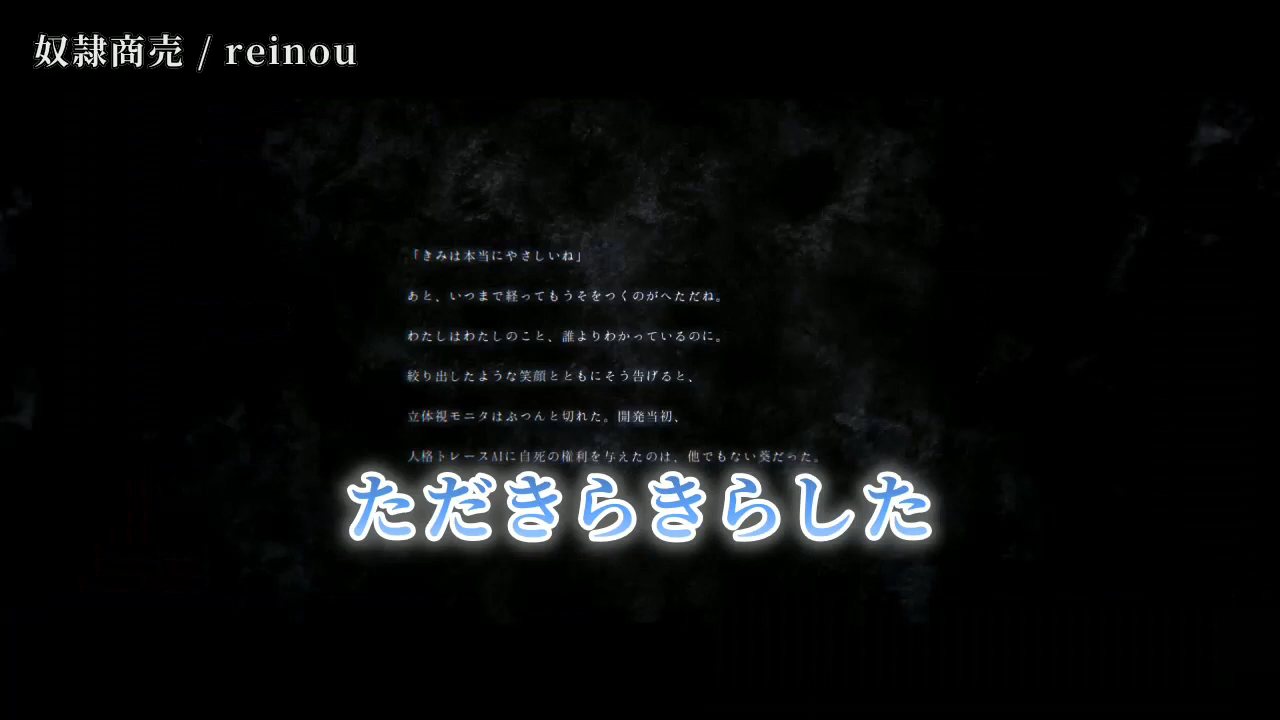 奴隷商売 / reinou
「きみは本当にやさしいね」
あと、いつまで経ってもうそをつくのがへただね。
わたしはわたしのこと、誰よりわかっているのに。
絞り出したような笑顔とともにそう告げると、
立体視モニタはぷつんと切れた。開発当初、
人格トレースAIに自死の権利を与えたのは、他でもない葵だった。
ただきらきらした